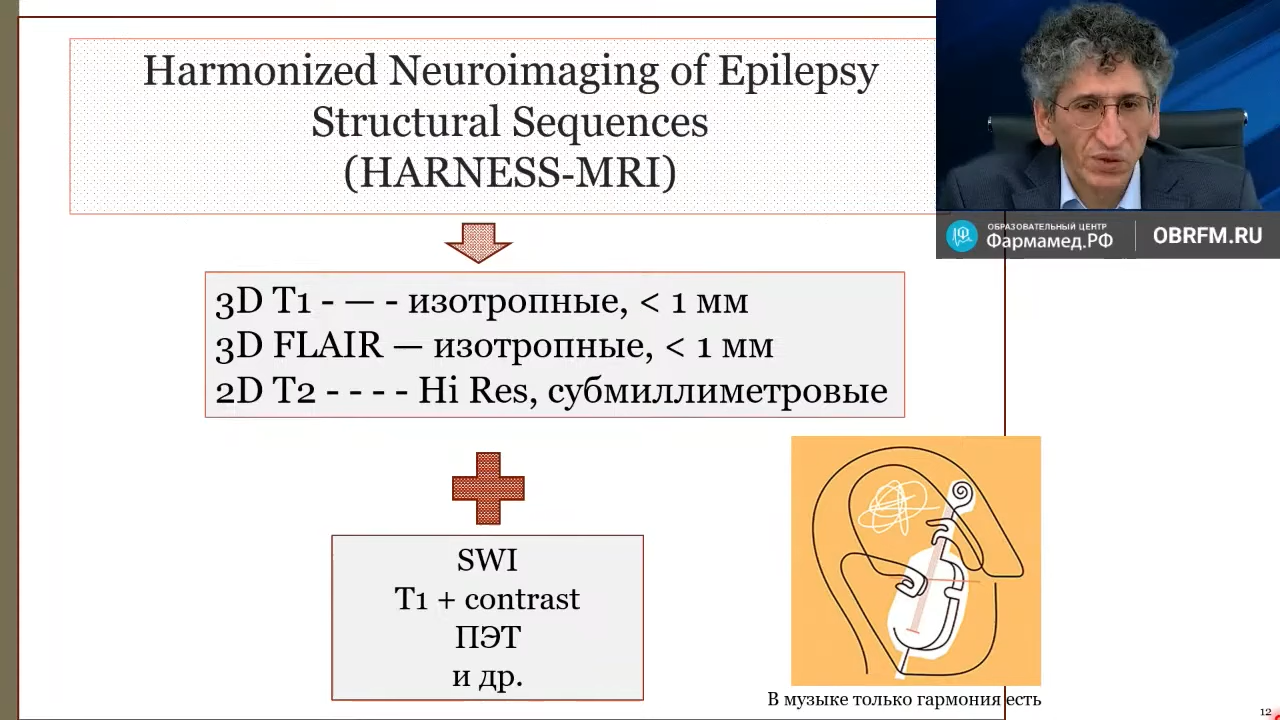 Harmonized Neuroimaging of Epilepsy
Structural Sequences
(HARNESS-MRI)
3D T1 - — - изотропные, < 1 мм
3D FLAIR — изотропные, < 1 мм
2D T2 - - - - Hi Res, субмиллиметровые
SWI
T1 + contrast
ПЭТ
и др.
В музыке только гармония есть
ОБРАЗОВАТЕЛЬНЫЙ ЦЕНТР
Фармамед.РФ
OBRFM.RU
12